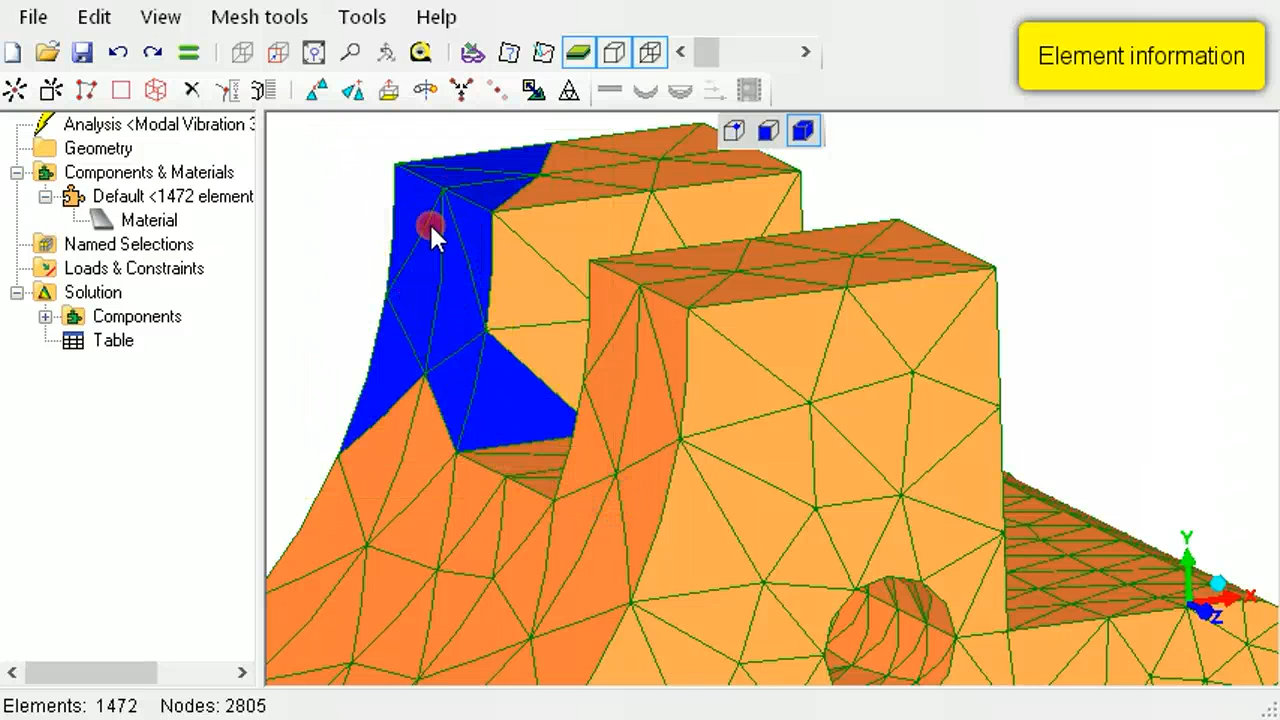 File Edit View Mesh tools Tools Help
Element information
Analysis <Modal Vibration 3
Geometry
Components & Materials
Default <1472 element
Material
Named Selections
Loads & Constraints
Solution
Components
Table
Y
X
Z
Elements: 1472 Nodes: 2805